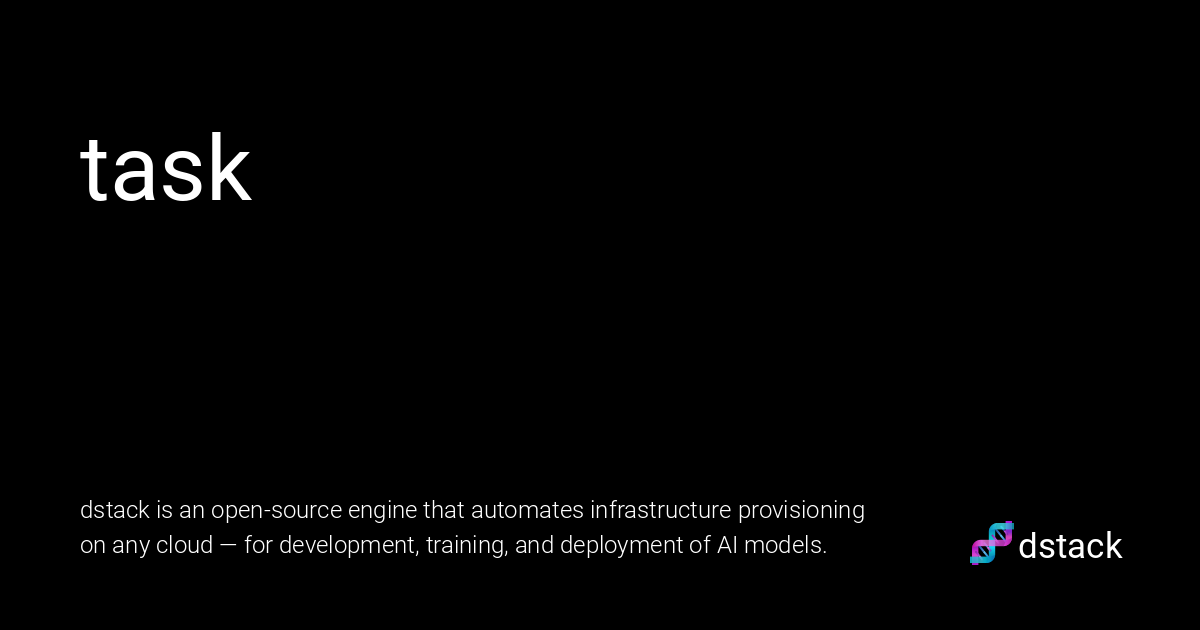 task
dstack is an open-source engine that automates infrastructure provisioning
on any cloud — for development, training, and deployment of AI models.
dstack